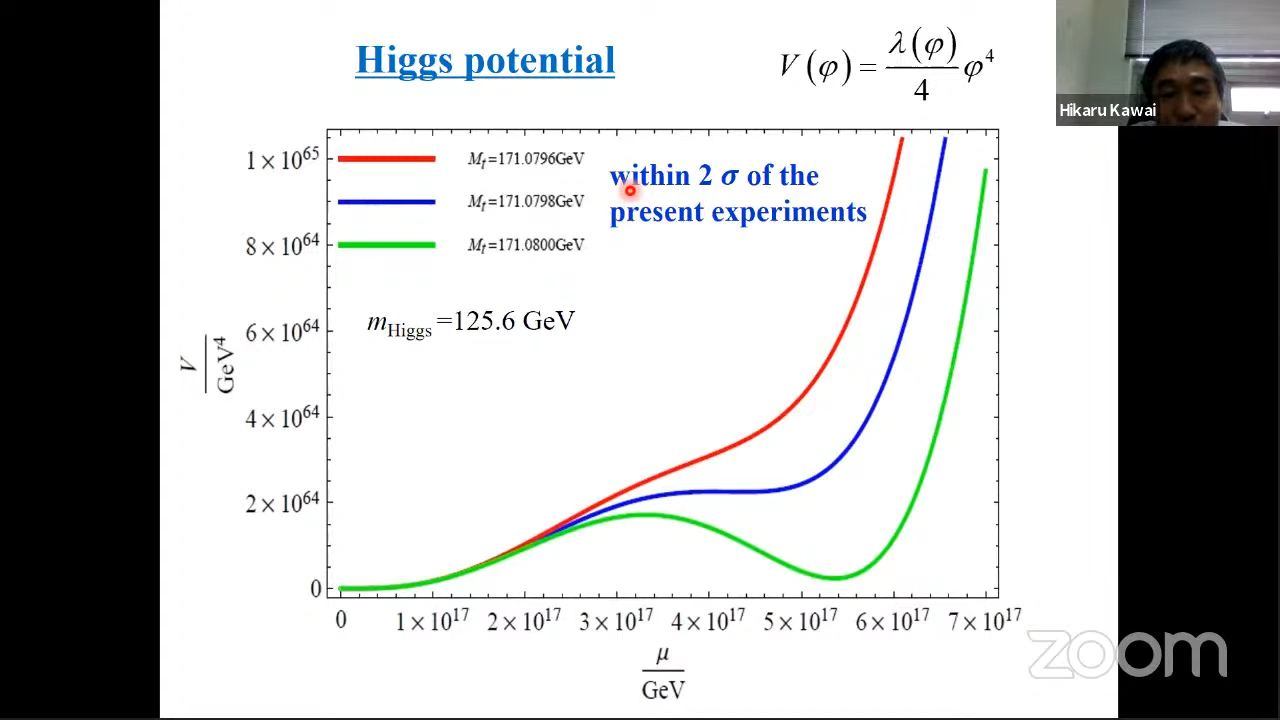 Higgs potential
V(φ) = λ(φ)/4 φ⁴
Hikaru Kawai
M_t=171.0796GeV
M_t=171.0798GeV
M_t=171.0800GeV
within 2 σ of the
present experiments
m_Higgs =125.6 GeV
V/GeV⁴
1×10⁶⁵
8×10⁶⁴
6×10⁶⁴
4×10⁶⁴
2×10⁶⁴
0
0 1×10¹⁷ 2×10¹⁷ 3×10¹⁷ 4×10¹⁷ 5×10¹⁷ 6×10¹⁷ 7×10¹⁷
μ/GeV
zoom